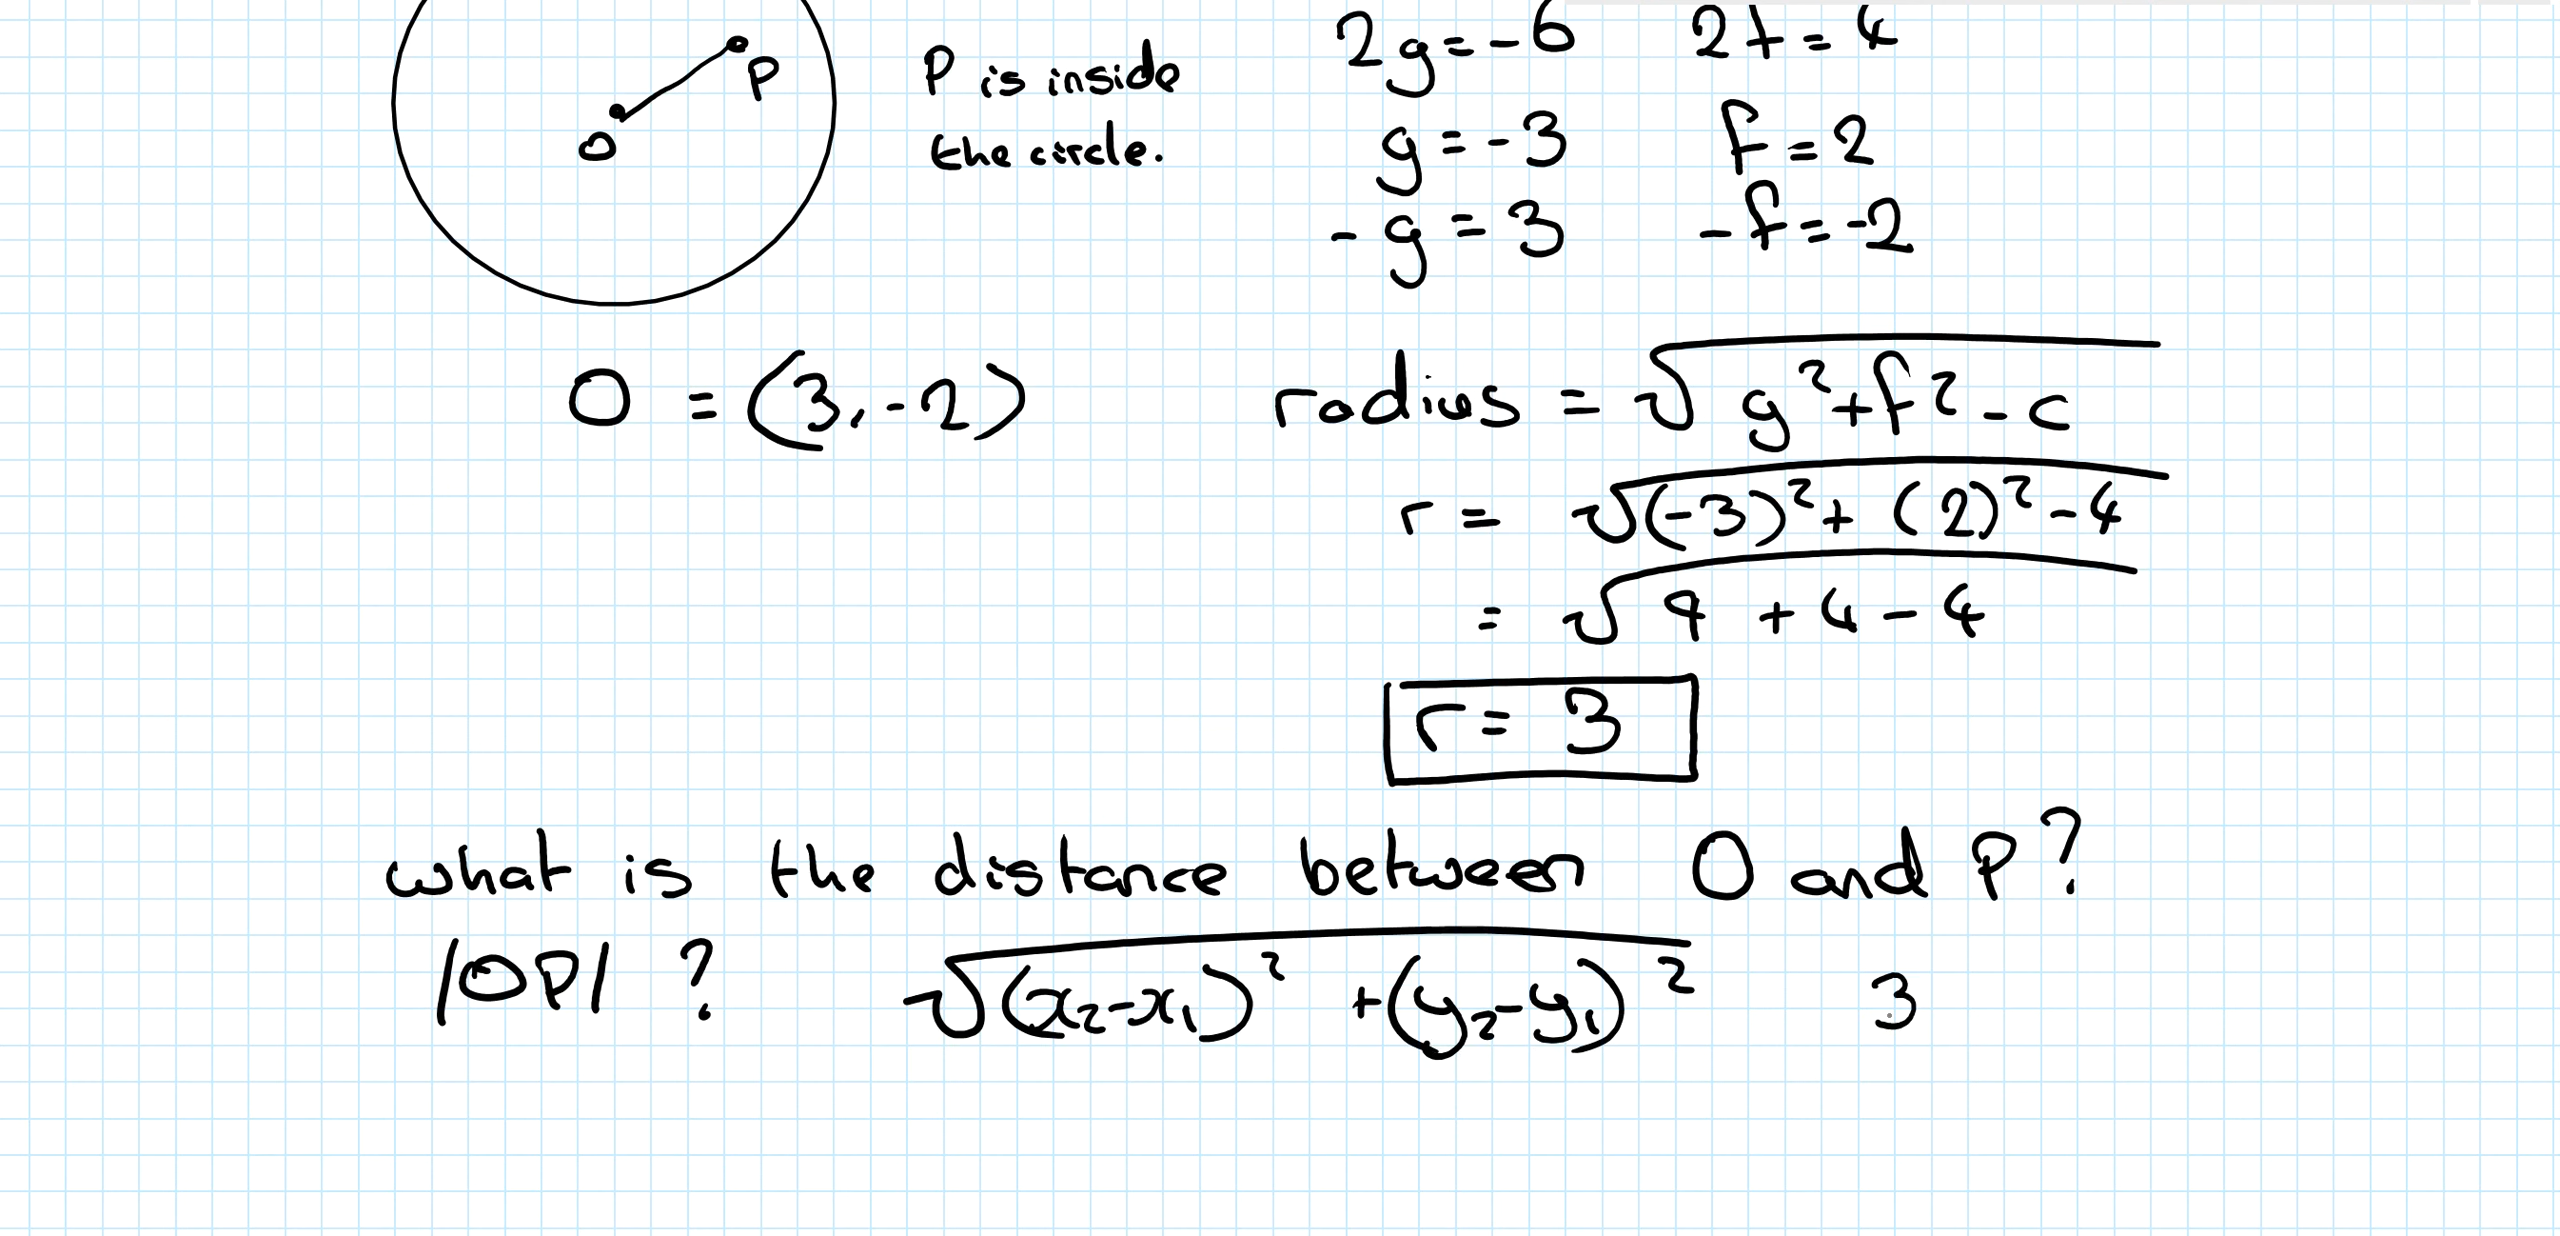 2g = -6 2f = 4
P is inside
the circle.
P
O
g = -3 f = 2
-g = 3 -f = -2
O = (3, -2)
radius = √(g² + f² - c)
r = √((-3)² + (2)² - 4)
= √(9 + 4 - 4)
r = 3
what is the distance between O and P?
|OP| ? √((x₂-x₁)² + (y₂-y₁)²) 3